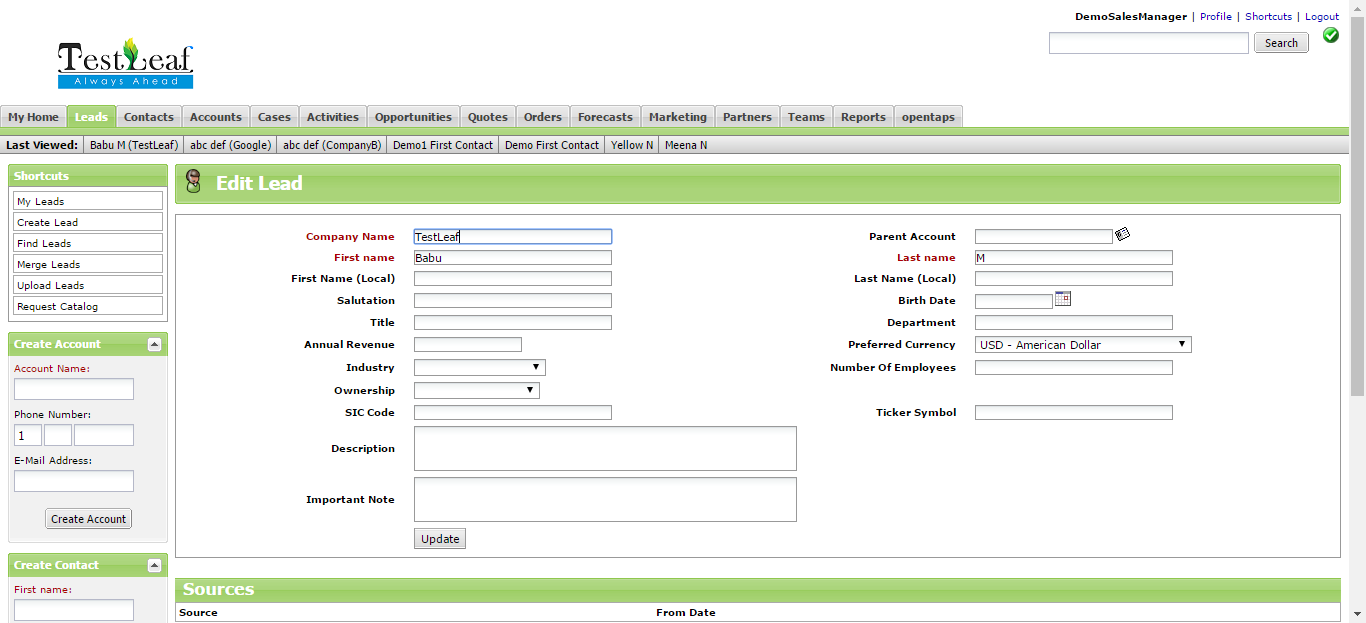 DemoSalesManager | Profile | Shortcuts | Logout
Search
TestLeaf
Always Ahead
My Home Leads Contacts Accounts Cases Activities Opportunities Quotes Orders Forecasts Marketing Partners Teams Reports opentaps
Last Viewed: Babu M (TestLeaf) abc def (Google) abc def (CompanyB) Demo1 First Contact Demo First Contact Yellow N Meena N
Shortcuts
My Leads
Create Lead
Find Leads
Merge Leads
Upload Leads
Request Catalog
Create Account
Account Name:
Phone Number:
1
E-Mail Address:
Create Account
Create Contact
First name:
Edit Lead
Company Name TestLeaf Parent Account
First name Babu Last name M
First Name (Local) Last Name (Local)
Salutation Birth Date
Title Department
Annual Revenue Preferred Currency USD - American Dollar
Industry Number Of Employees
Ownership
SIC Code Ticker Symbol
Description
Important Note
Update
Sources
Source From Date